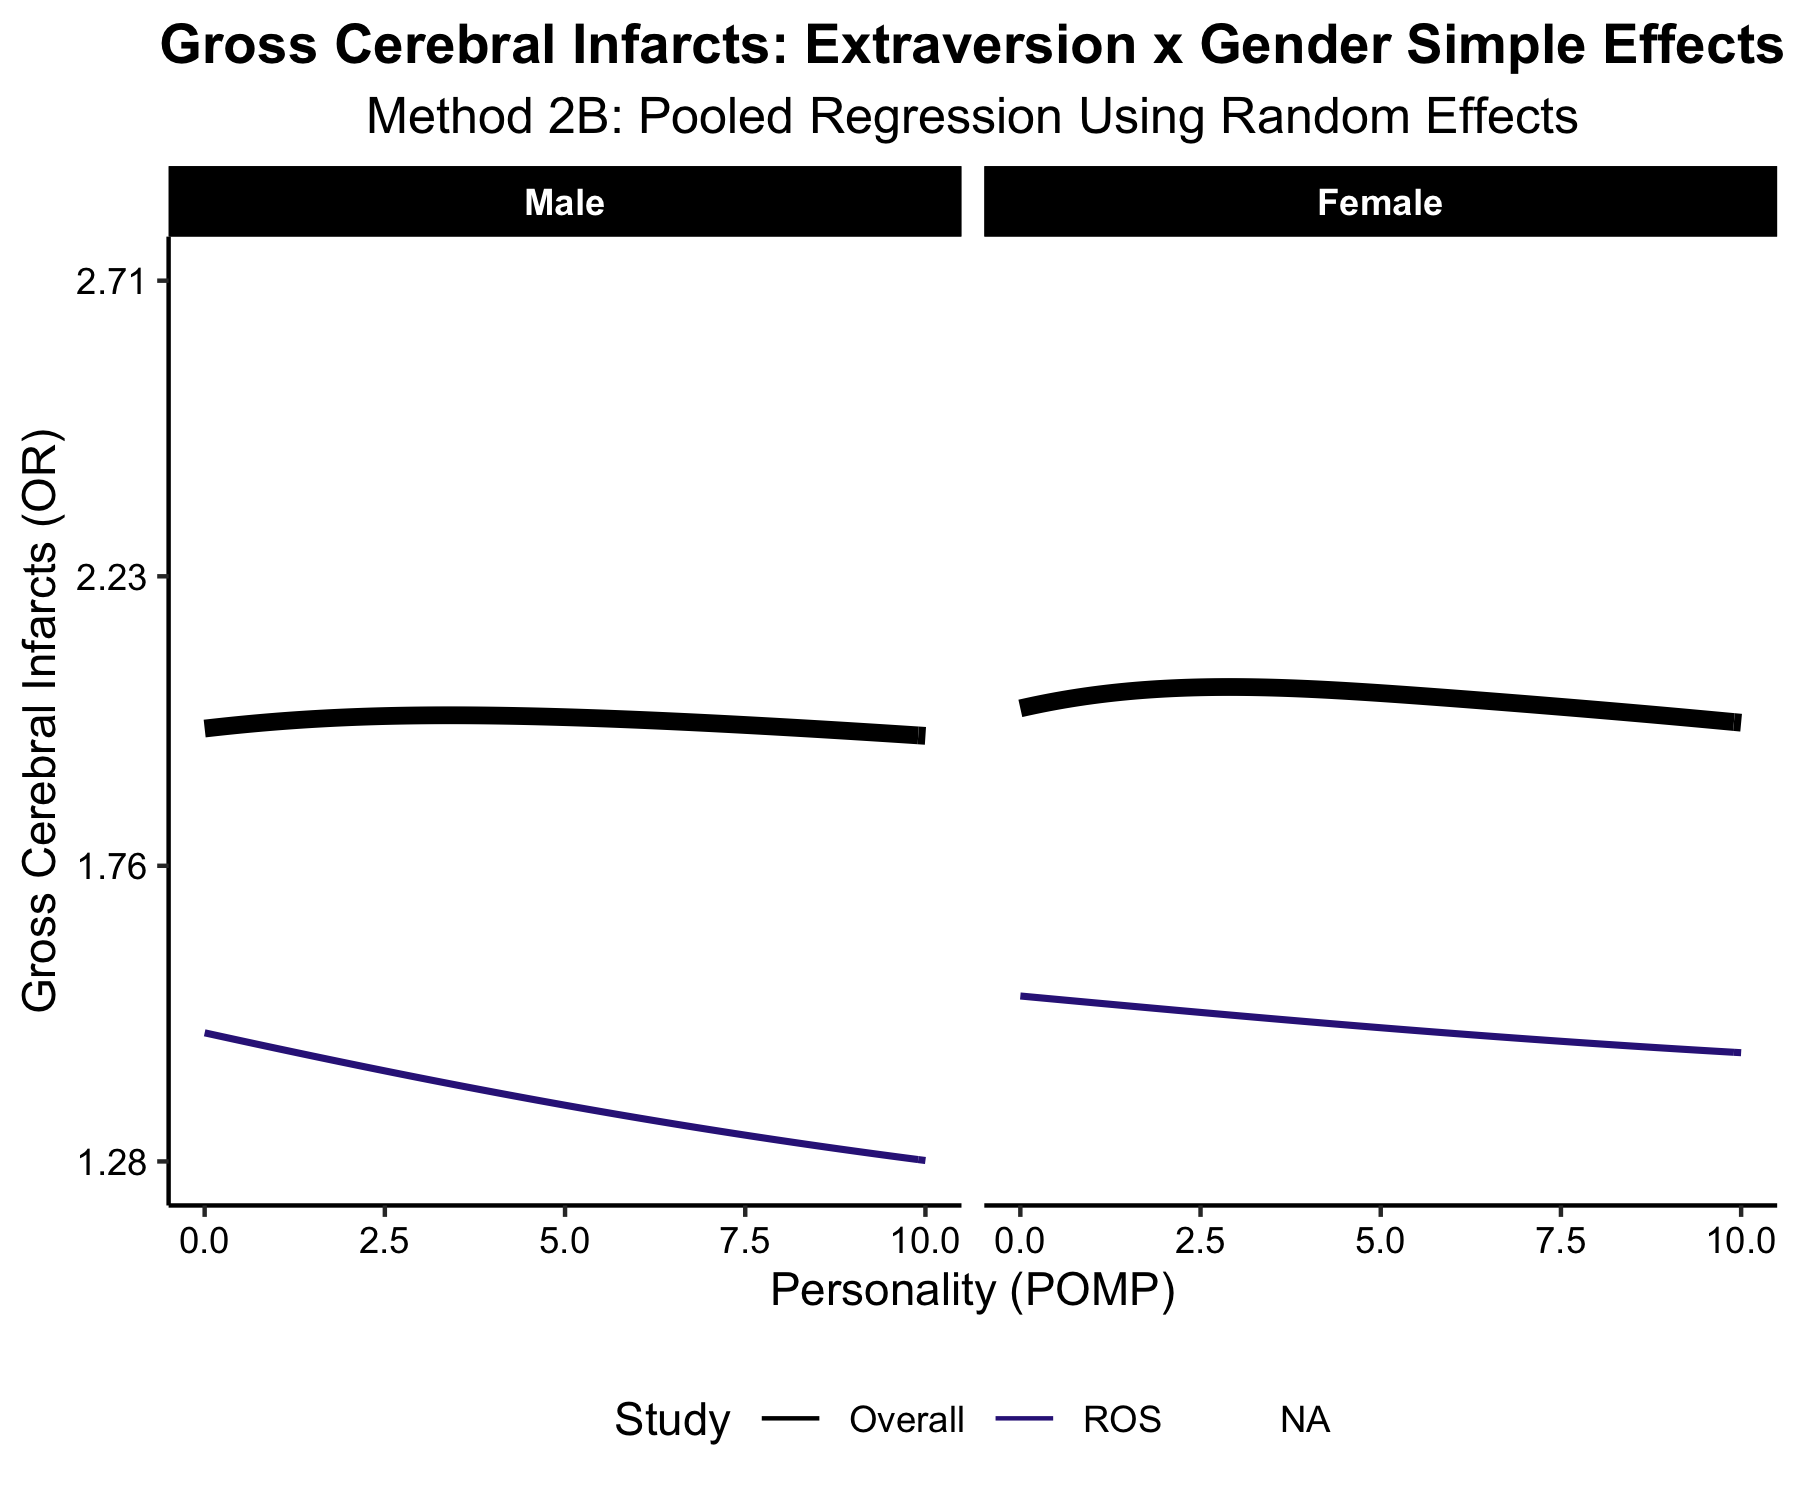 Gross Cerebral Infarcts: Extraversion x Gender Simple Effects
Method 2B: Pooled Regression Using Random Effects
Male
Female
Gross Cerebral Infarcts (OR)
2.71
2.23
1.76
1.28
0.0 2.5 5.0 7.5 10.0
0.0 2.5 5.0 7.5 10.0
Personality (POMP)
Study Overall ROS NA